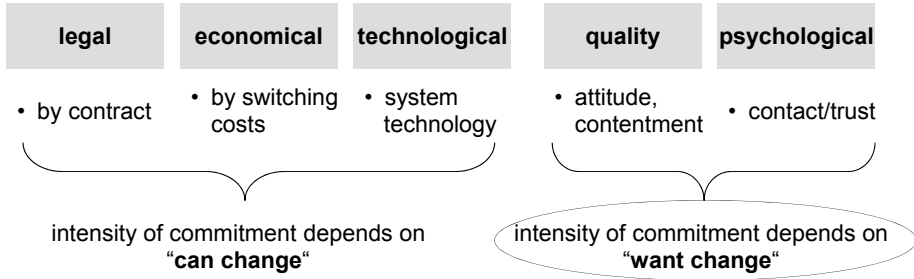 legal economical technological quality psychological
• by contract
• by switching costs
• system technology
• attitude, contentment
• contact/trust
intensity of commitment depends on
“can change“
intensity of commitment depends on
“want change“